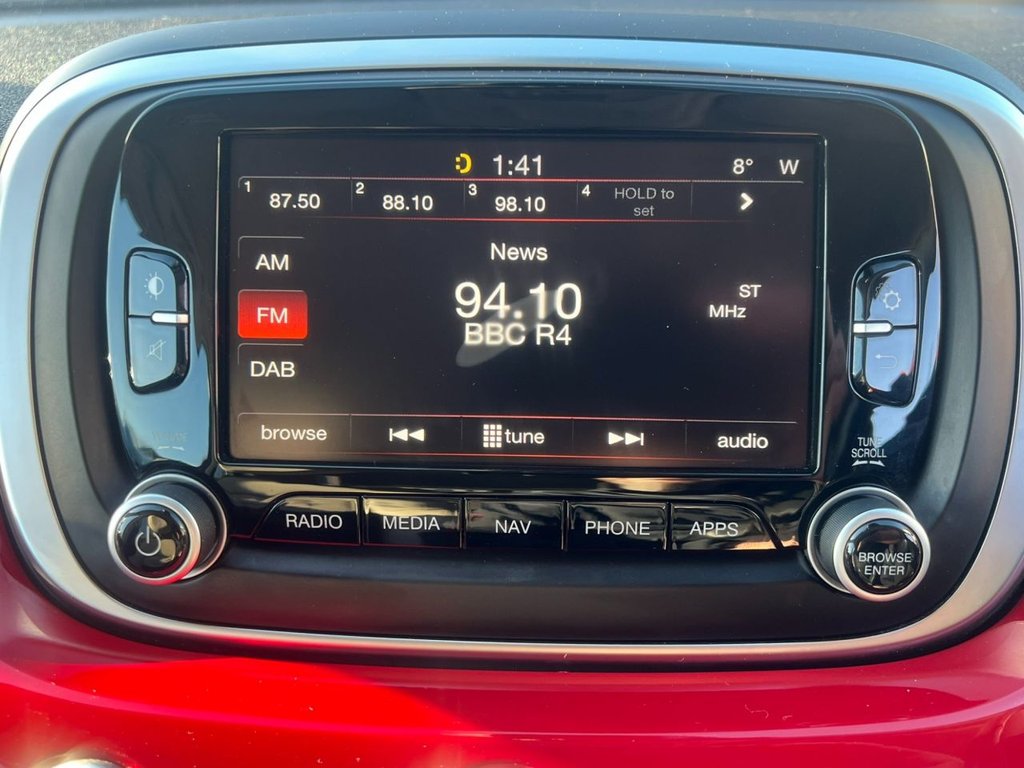 1:41 8° W
1 87.50 2 88.10 3 98.10 4 HOLD to
set
News
AM
94.10 ST
FM MHz
BBC R4
DAB
browse tune audio
TUNE
SCROLL
RADIO MEDIA NAV PHONE APPS
BROWSE
ENTER